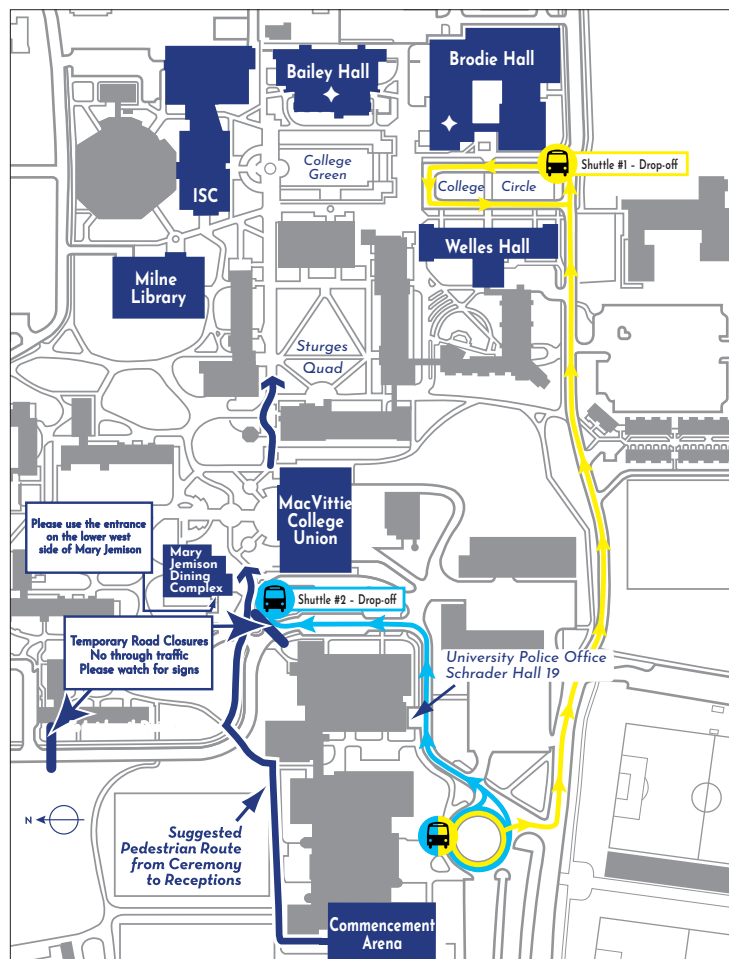 Bailey Hall
Brodie Hall
ISC
College
Green
Shuttle #1 - Drop-off
College Circle
Welles Hall
Milne
Library
Sturges
Quad
MacVittie
College
Union
Please use the entrance
on the lower west
side of Mary Jemison
Mary
Jemison
Dining
Complex
Shuttle #2 - Drop-off
Temporary Road Closures
No through traffic
Please watch for signs
University Police Office
Schrader Hall 19
N
Suggested
Pedestrian Route
from Ceremony
to Receptions
Commencement
Arena